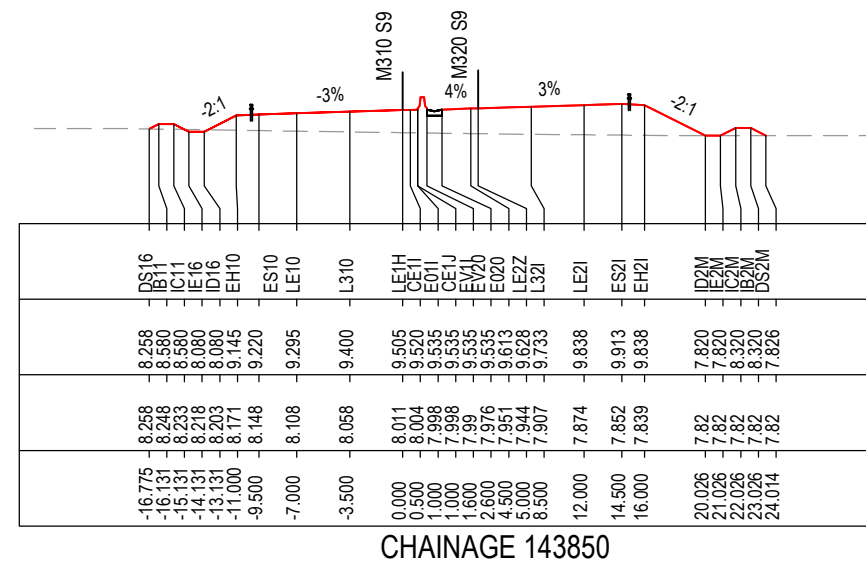 M310 S9
M320 S9
-2:1
-3%
4%
3%
-2:1
DS16 IB11 IC11 IE16 ID16 EH10 ES10 LE10 L310 LE1H CE1I E01I CE1J EV1I EV20 E020 LE2Z L32I LE2I ES2I EH2I ID2M IE2M IC2M IB2M DS2M
8.258 8.580 8.580 8.080 8.080 9.145 9.220 9.295 9.400 9.505 9.520 9.535 9.535 9.535 9.535 9.613 9.628 9.733 9.838 9.913 9.838 7.820 7.820 8.320 8.320 7.826
8.258 8.248 8.233 8.218 8.203 8.171 8.148 8.108 8.058 8.011 8.004 7.998 7.998 7.99 7.976 7.951 7.944 7.907 7.874 7.852 7.839 7.82 7.82 7.82 7.82 7.82
-16.775 -16.131 -15.131 -14.131 -13.131 -11.000 -9.500 -7.000 -3.500 0.000 0.500 1.000 1.000 1.600 2.600 4.500 5.000 8.500 12.000 14.500 16.000 20.026 21.026 22.026 23.026 24.014
CHAINAGE 143850